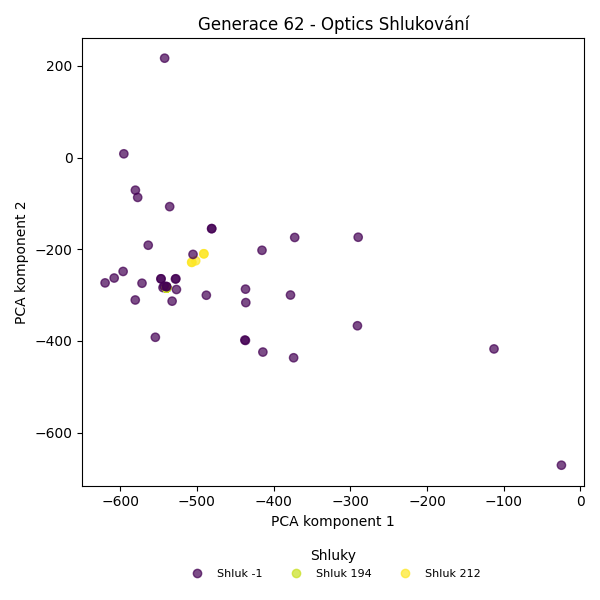 Generace 62 - Optics Shlukování
200
0
−200
−400
−600
PCA komponent 2
−600
−500
−400
−300
−200
−100
0
PCA komponent 1
Shluky
Shluk -1
Shluk 194
Shluk 212